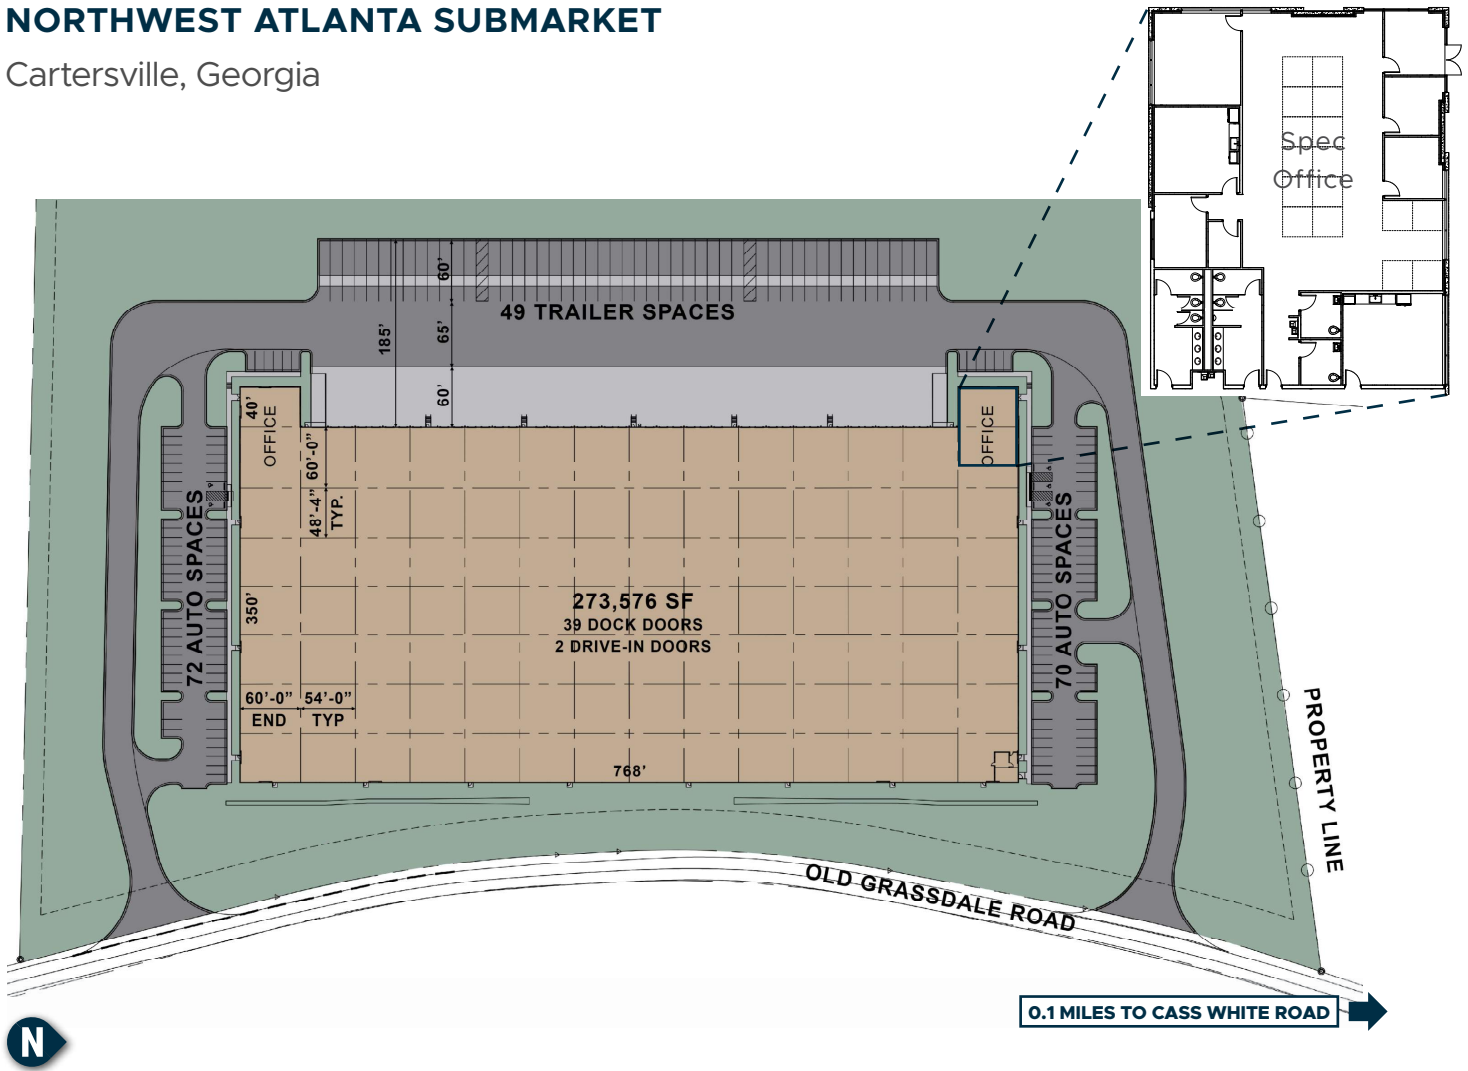 NORTHWEST ATLANTA SUBMARKET
Cartersville, Georgia
Spec
Office
60'
49 TRAILER SPACES
185'
65'
60'
40'
OFFICE
OFFICE
60'-0"
48'-4"
TYP.
72 AUTO SPACES
70 AUTO SPACES
350'
273,576 SF
39 DOCK DOORS
2 DRIVE-IN DOORS
60'-0"
END
54'-0"
TYP
768'
PROPERTY LINE
OLD GRASSDALE ROAD
0.1 MILES TO CASS WHITE ROAD
N